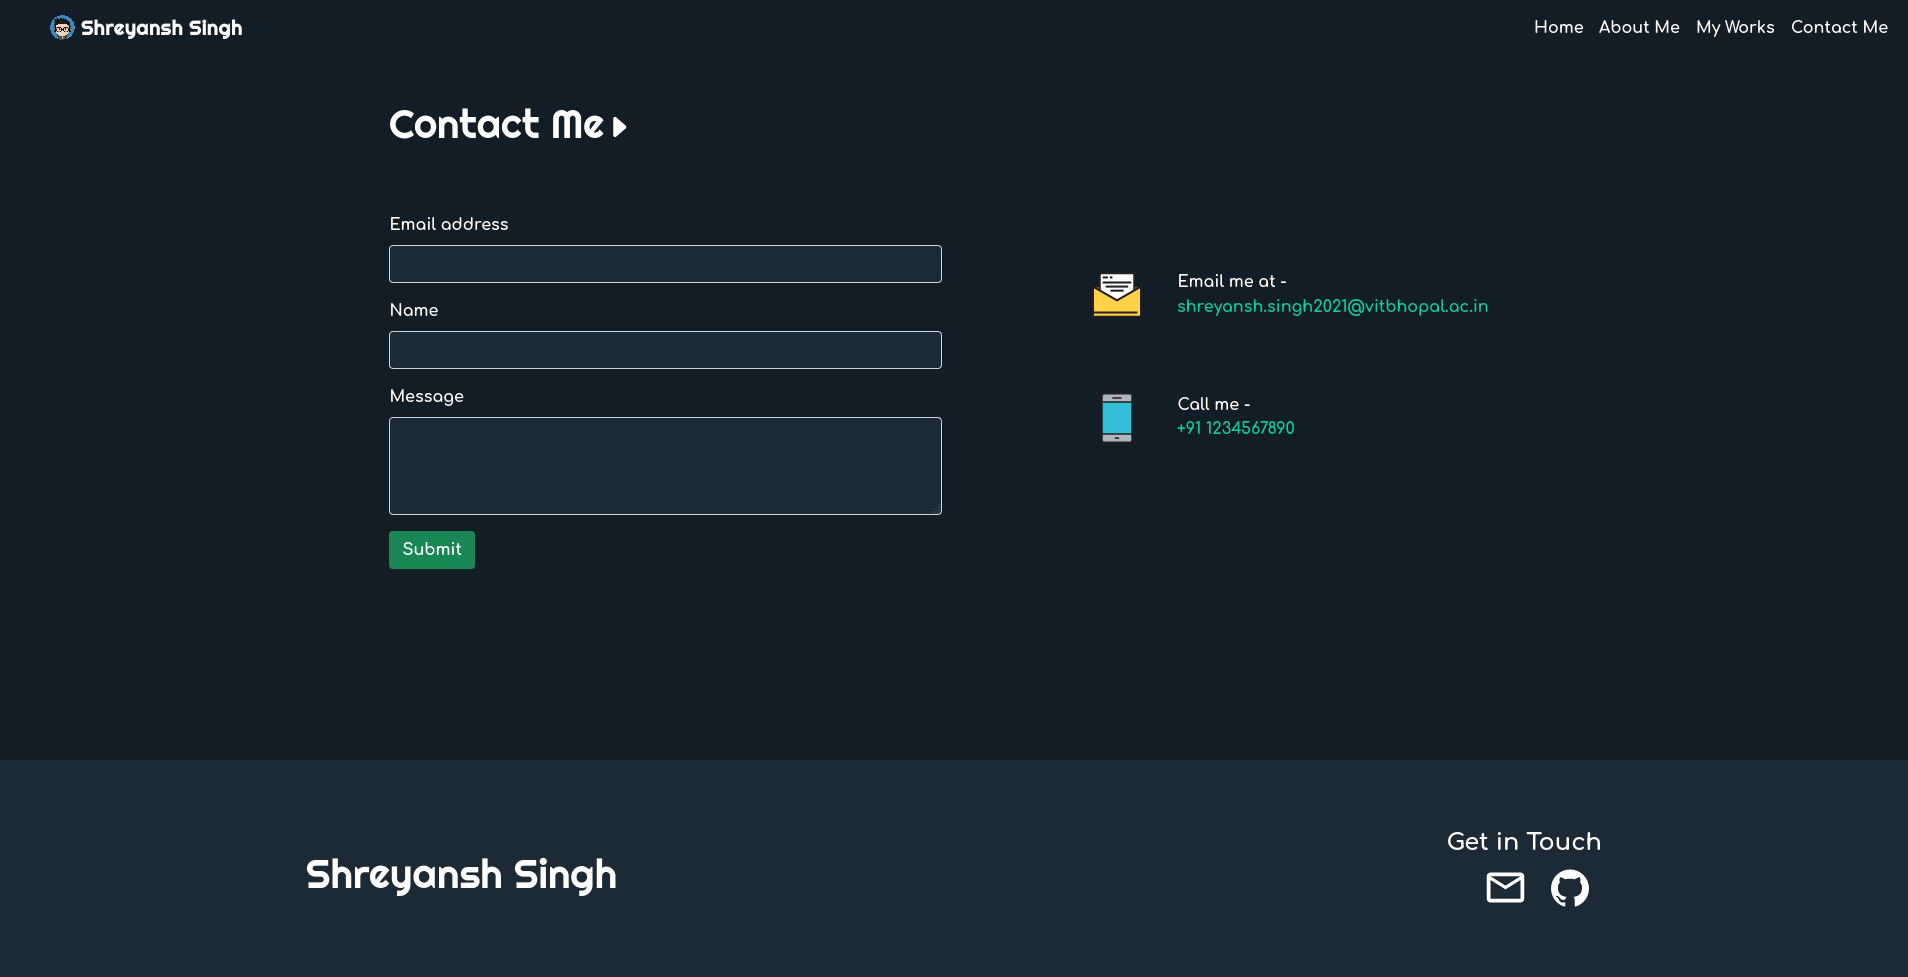 Shreyansh Singh
Home About Me My Works Contact Me
Contact Me
Email address
Name
Message
Submit
Email me at -
shreyansh.singh2021@vitbhopal.ac.in
Call me -
+91 1234567890
Shreyansh Singh
Get in Touch